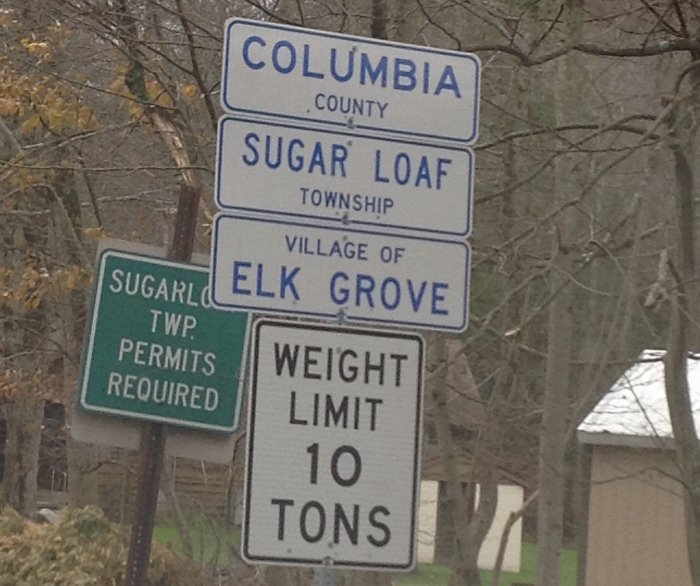 COLUMBIA
COUNTY
SUGAR LOAF
TOWNSHIP
VILLAGE OF
ELK GROVE
WEIGHT
LIMIT
10
TONS
TWP.
PERMITS
REQUIRED